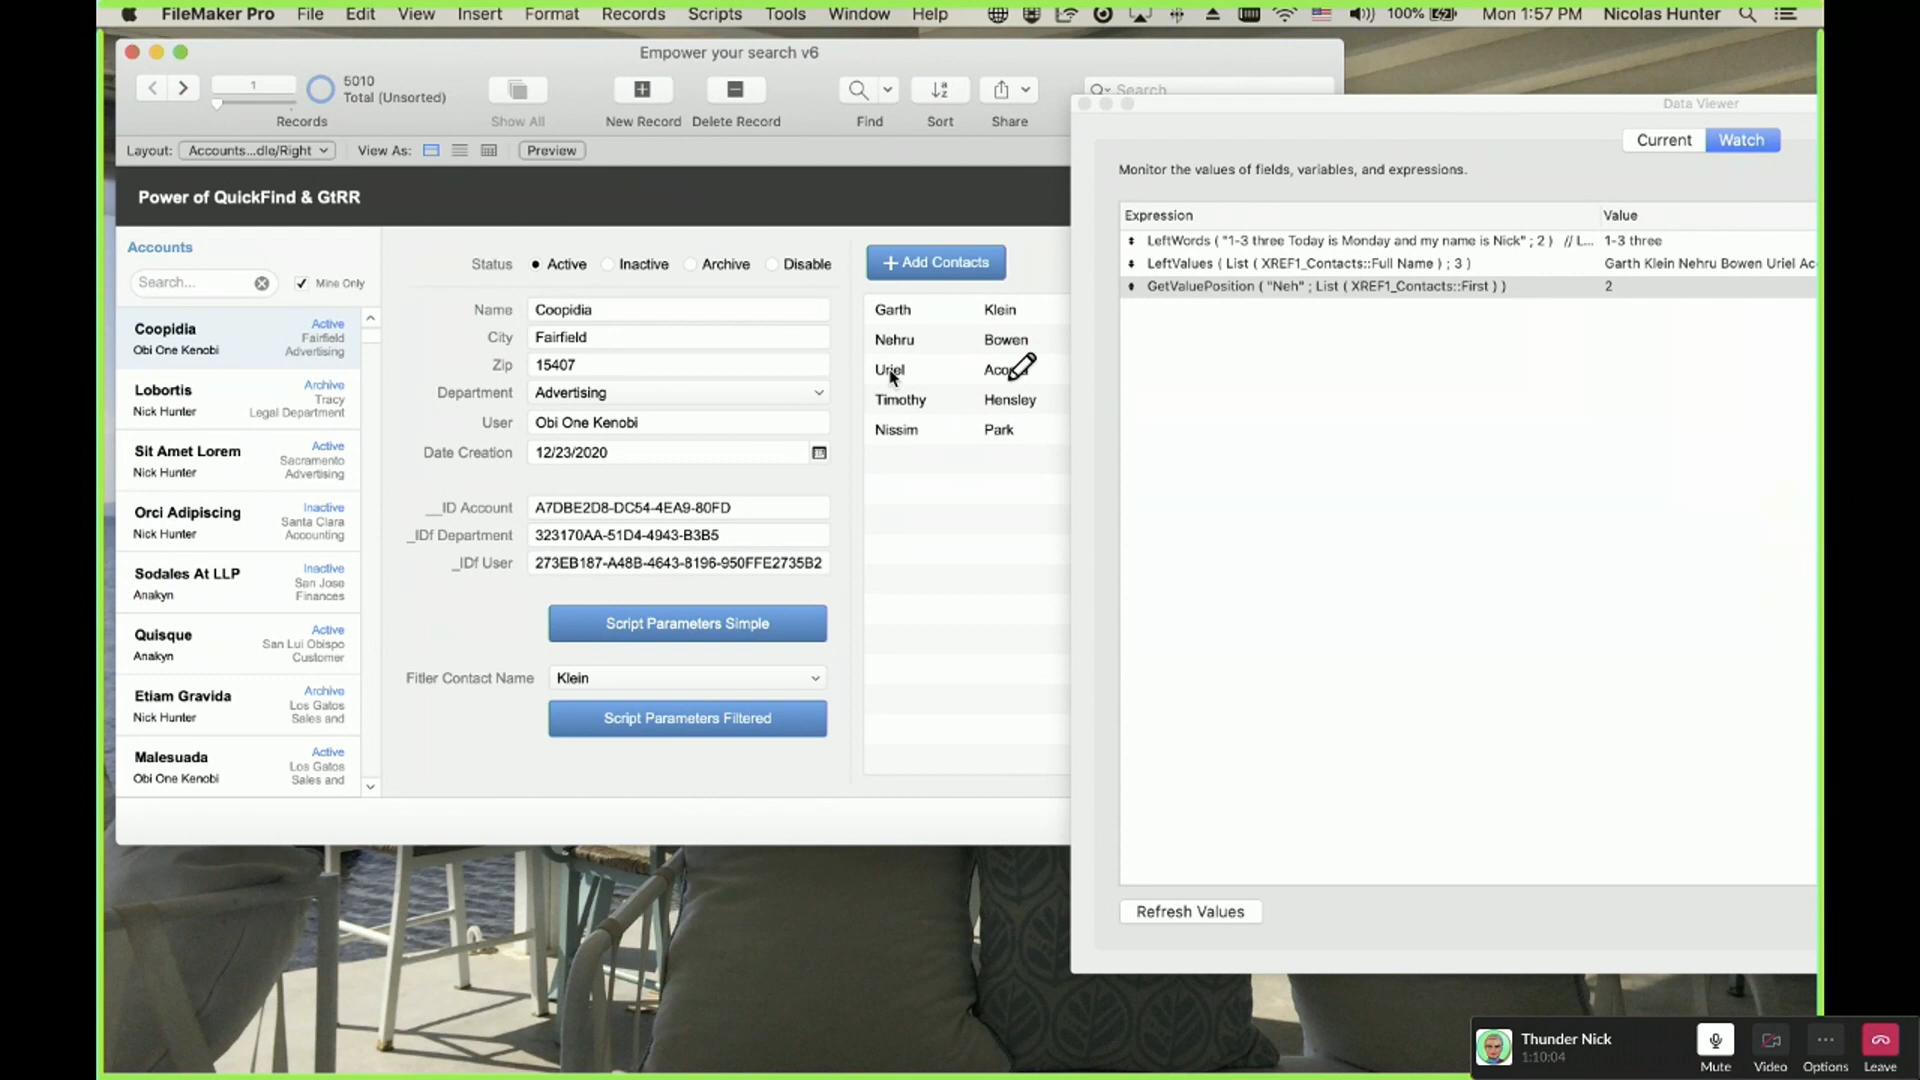 FileMaker Pro File Edit View Insert Format Records Scripts Tools Window Help 100% Mon 1:57 PM Nicolas Hunter
Empower your search v6
1
5010
Total (Unsorted)
Records
Show All
New Record
Delete Record
Find
Sort
Share
Search
Layout: Accounts...dle/Right View As: Preview
Power of QuickFind & GtRR
Accounts
Search... Mine Only
Coopidia
Obi One Kenobi
Active
Fairfield
Advertising
Lobortis
Nick Hunter
Archive
Tracy
Legal Department
Sit Amet Lorem
Nick Hunter
Active
Sacramento
Advertising
Orci Adipiscing
Nick Hunter
Inactive
Santa Clara
Accounting
Sodales At LLP
Anakyn
Inactive
San Jose
Finances
Quisque
Anakyn
Active
San Lui Obispo
Customer
Etiam Gravida
Nick Hunter
Archive
Los Gatos
Sales and
Malesuada
Obi One Kenobi
Active
Los Gatos
Sales and
Status Active Inactive Archive Disable
Name Coopidia
City Fairfield
Zip 15407
Department Advertising
User Obi One Kenobi
Date Creation 12/23/2020
__ID Account A7DBE2D8-DC54-4EA9-80FD
_IDf Department 323170AA-51D4-4943-B3B5
_IDf User 273EB187-A48B-4643-8196-950FFE2735B2
Script Parameters Simple
Fitler Contact Name Klein
Script Parameters Filtered
+ Add Contacts
Garth Klein
Nehru Bowen
Uriel
Timothy Hensley
Nissim Park
Data Viewer
Current Watch
Monitor the values of fields, variables, and expressions.
Expression Value
LeftWords ( "1-3 three Today is Monday and my name is Nick" ; 2 ) // L... 1-3 three
LeftValues ( List ( XREF1_Contacts::Full Name ) ; 3 ) Garth Klein Nehru Bowen Uriel Ac
GetValuePosition ( "Neh" ; List ( XREF1_Contacts::First ) ) 2
Refresh Values
Thunder Nick
1:10:04
Mute Video Options Leave